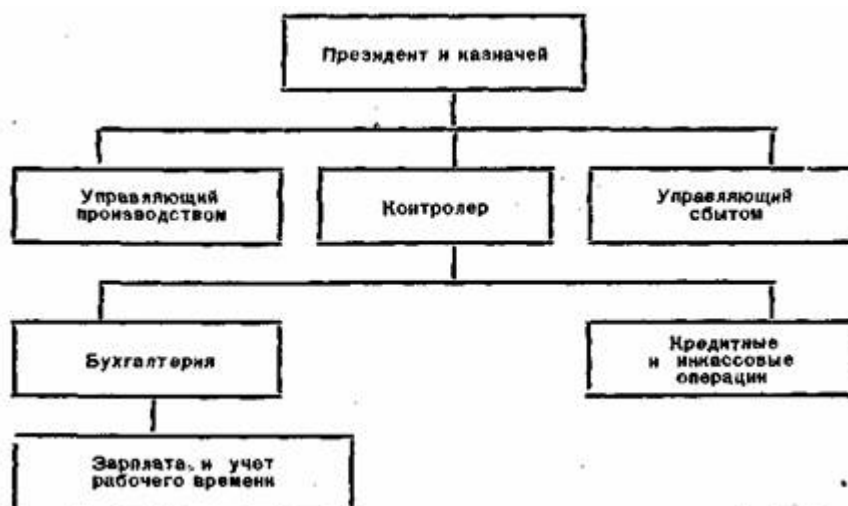 Президент и казначей
Управляющий
производством
Контролер
Управляющий
сбытом
Бухгалтерия
Кредитные
и инкассовые
операции
Зарплата и учет
рабочего времени